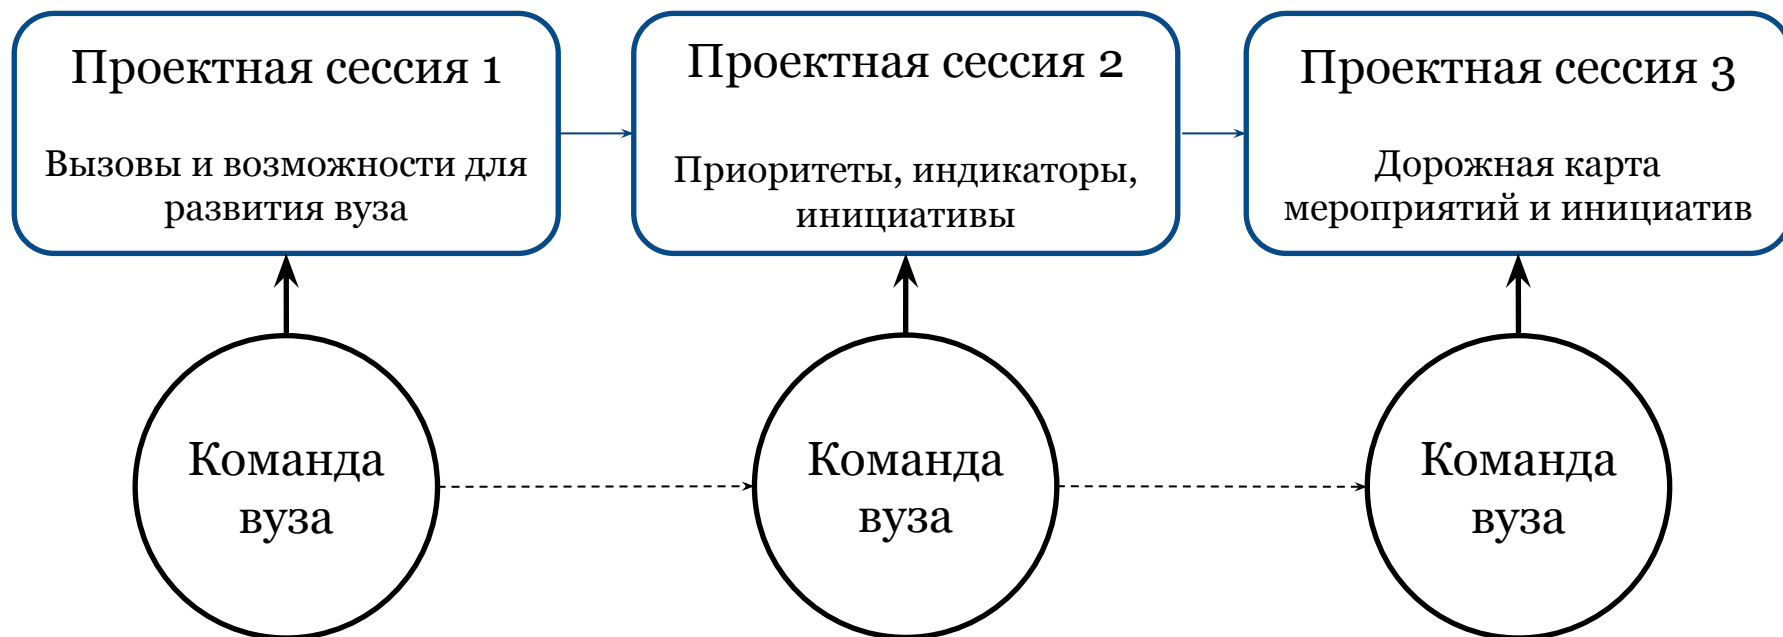 Проектная сессия 1
Вызовы и возможности для
развития вуза
Проектная сессия 2
Приоритеты, индикаторы,
инициативы
Проектная сессия 3
Дорожная карта
мероприятий и инициатив
Команда
вуза
Команда
вуза
Команда
вуза